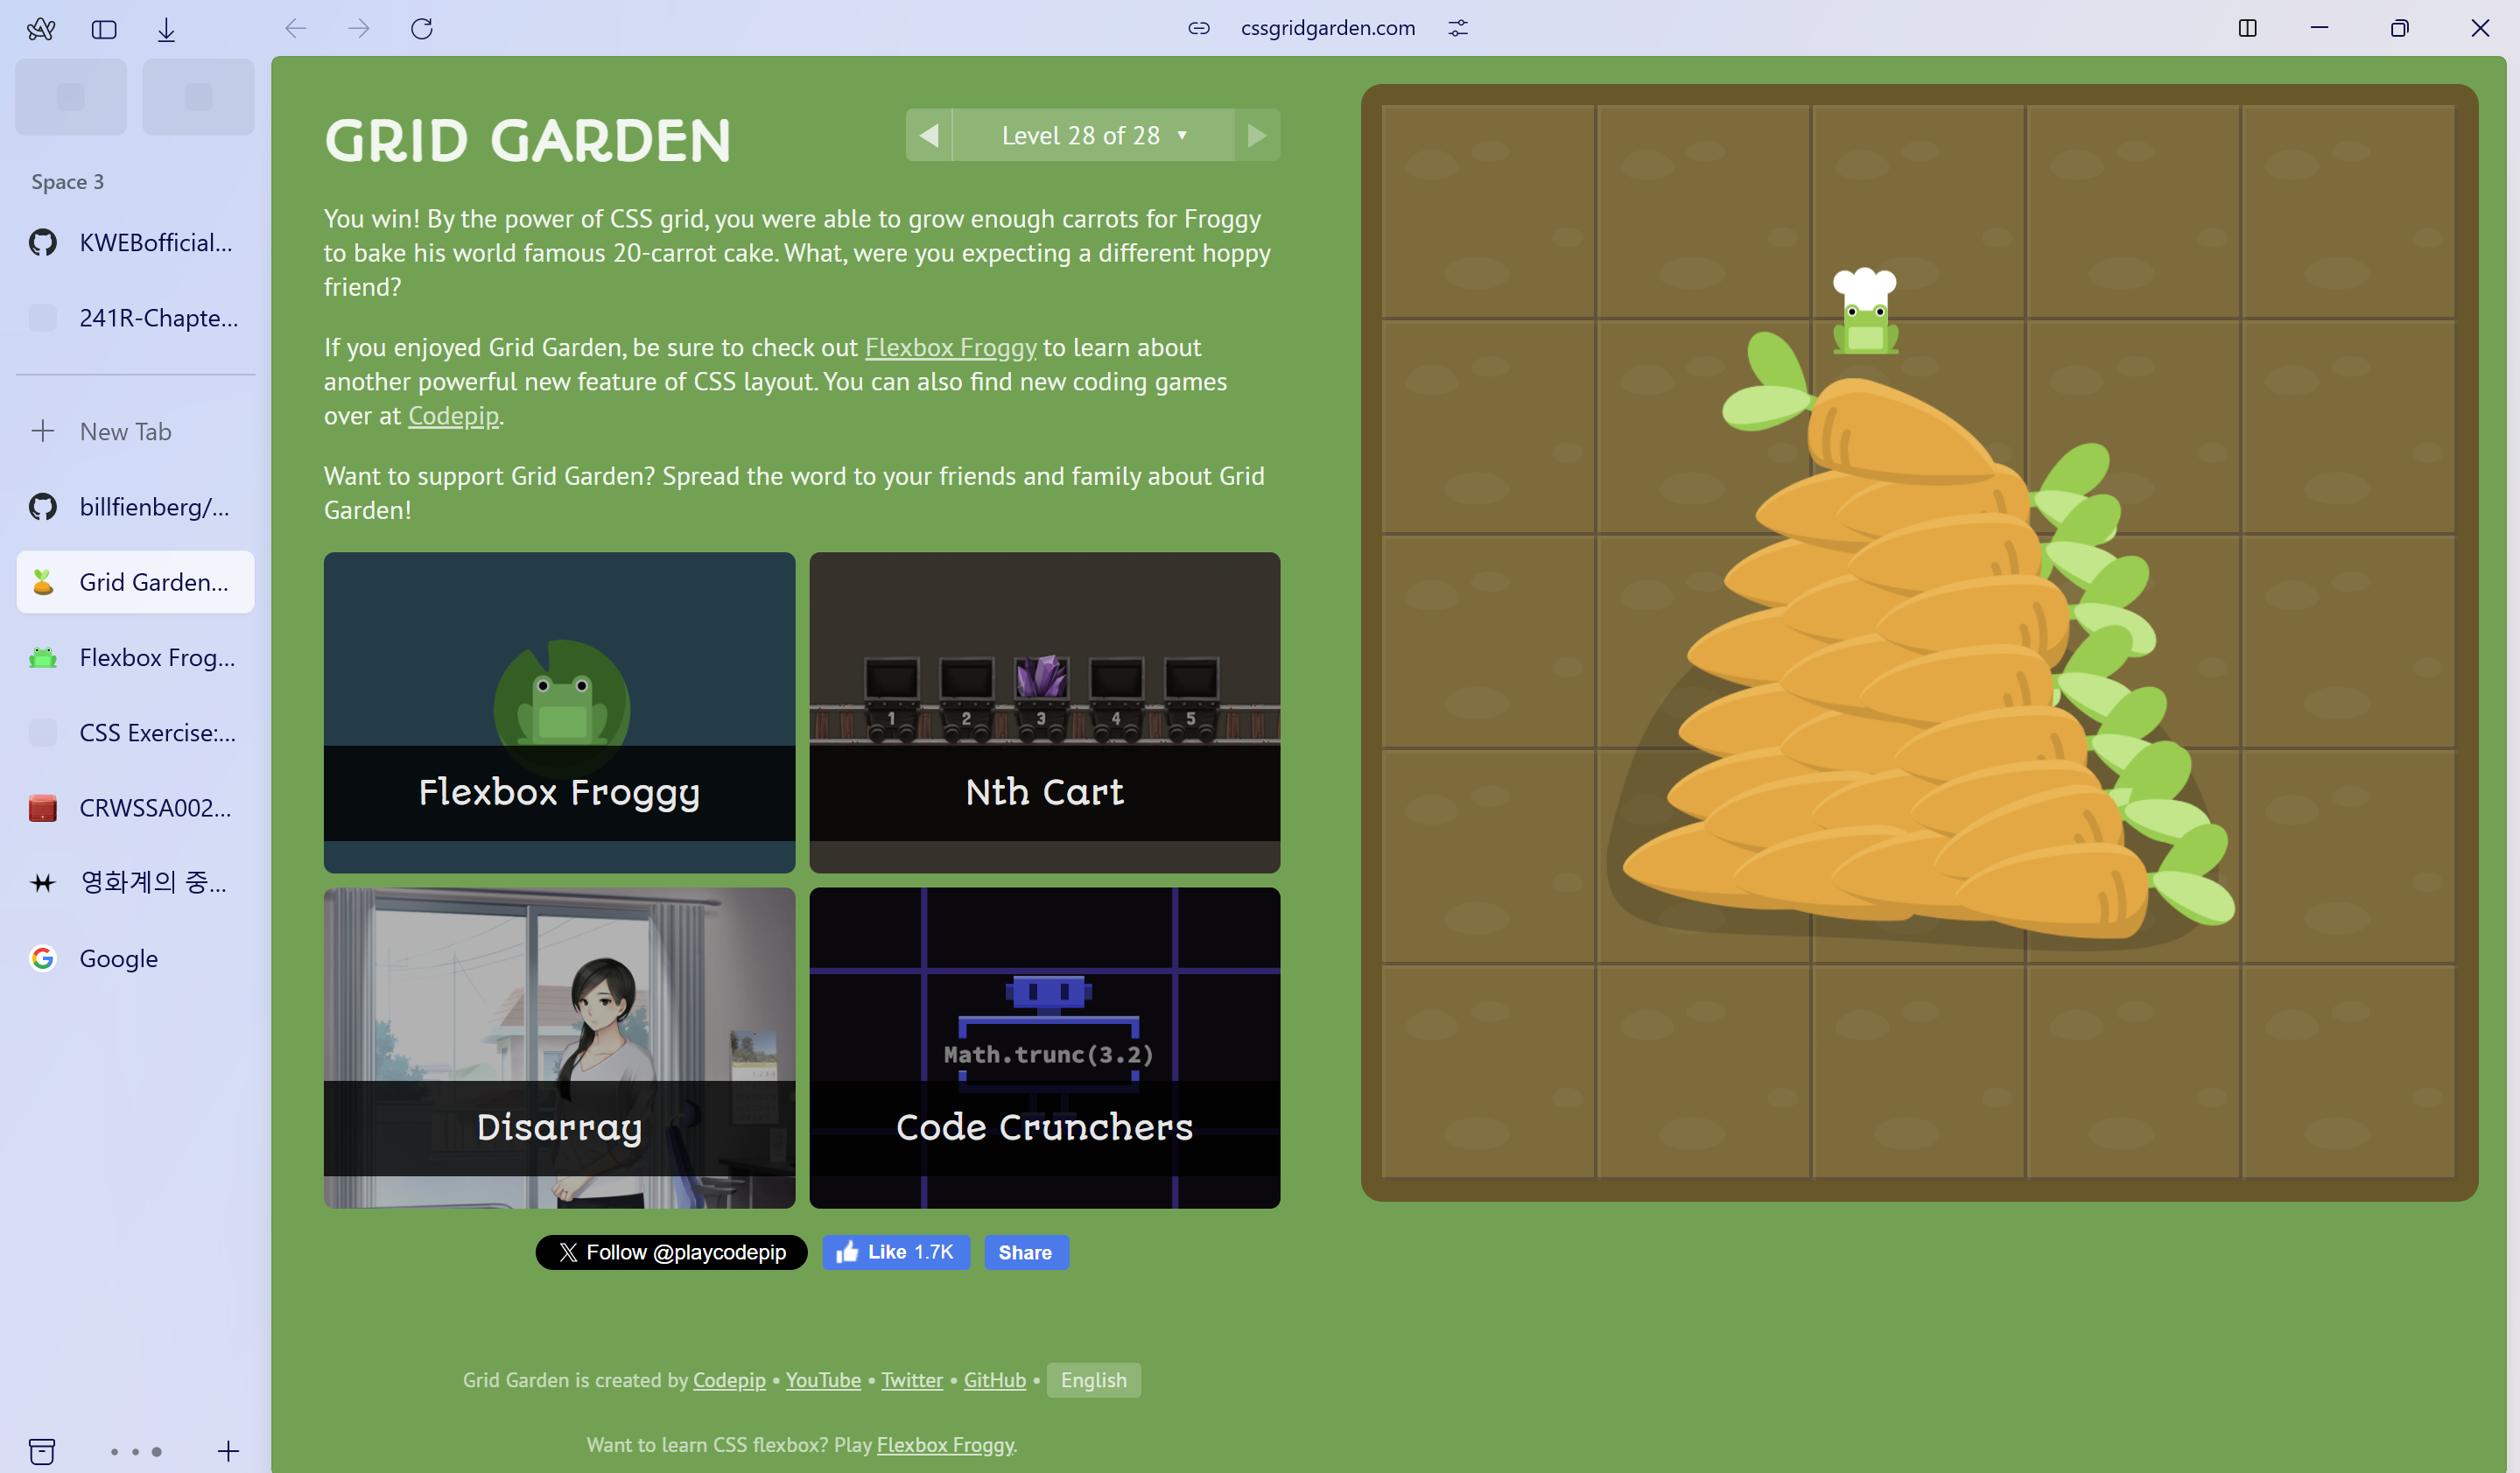 cssgridgarden.com
Space 3
KWEBofficial...
241R-Chapte...
New Tab
billfienberg/...
Grid Garden...
Flexbox Frog...
CSS Exercise:...
CRWSSA002...
영화계의 중...
Google
GRID GARDEN
Level 28 of 28
You win! By the power of CSS grid, you were able to grow enough carrots for Froggy
to bake his world famous 20-carrot cake. What, were you expecting a different hoppy
friend?
If you enjoyed Grid Garden, be sure to check out Flexbox Froggy to learn about
another powerful new feature of CSS layout. You can also find new coding games
over at Codepip.
Want to support Grid Garden? Spread the word to your friends and family about Grid
Garden!
Flexbox Froggy
1 2 3 4 5
Nth Cart
Disarray
Math.trunc(3.2)
Code Crunchers
Follow @playcodepip
Like 1.7K
Share
Grid Garden is created by Codepip • YouTube • Twitter • GitHub • English
Want to learn CSS flexbox? Play Flexbox Froggy.